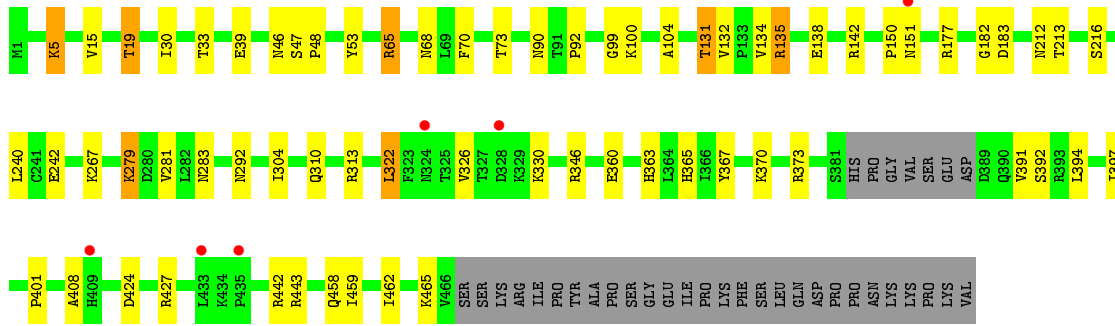 M1 K5 V15 T19 I30 T33 E39 N46 S47 P48 Y53 R65 N68 L69 F70 T73 N90 T91 P92 G99 K100 A104 T131 V132 P133 V134 R135 E138 R142 P150 N151 R177 G182 D183 N212 T213 S216
L240 C241 E242 K267 K279 D280 V281 L282 N283 N292 I304 Q310 R313 L322 F323 N324 T325 V326 T327 D328 K329 K330 R346 E360 H363 L364 H365 I366 Y367 K370 R373 S381 HIS PRO GLY VAL SER GLU ASP D389 Q390 V391 S392 R393 L394
P401 A408 H409 D424 R427 L433 K434 P435 R442 R443 Q458 I459 I462 K465 V466 SER SER LYS ARG ILE PRO TYR ALA PRO SER GLY GLU ILE PRO LYS PHE SER LEU GLN ASP PRO PRO ASN LYS LYS PRO LYS VAL